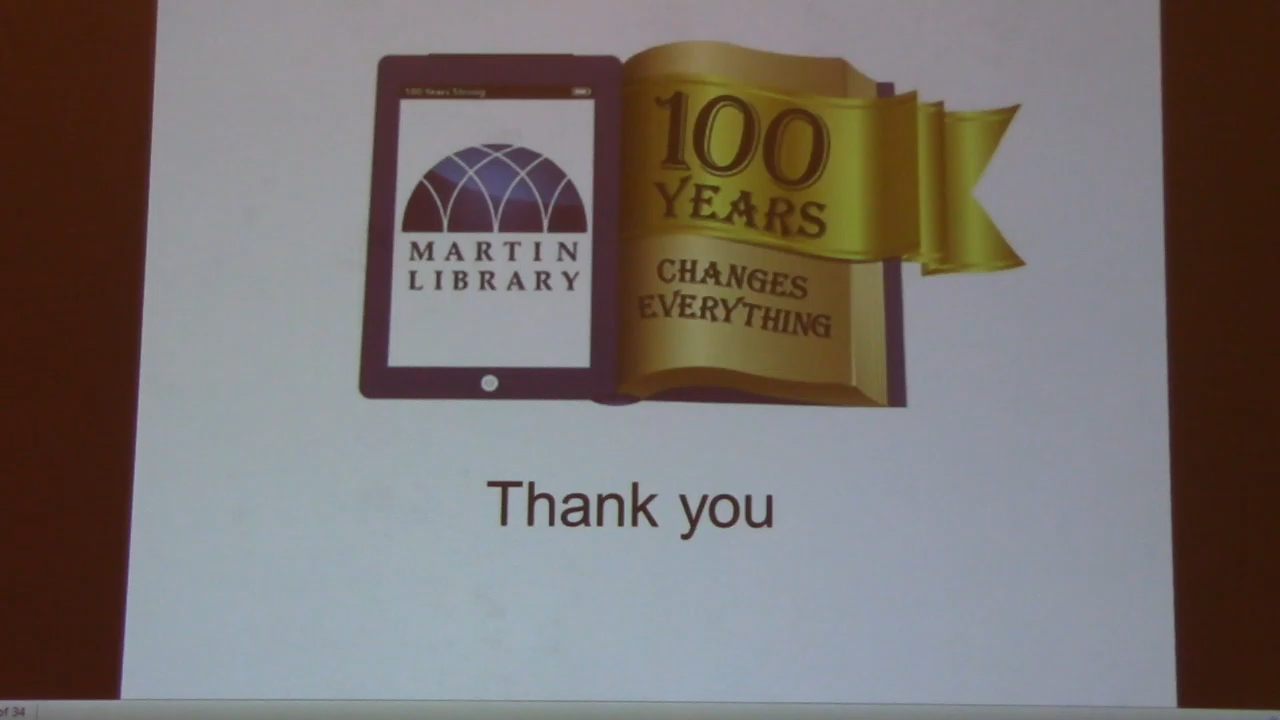 100 Years Strong
MARTIN
LIBRARY
100
YEARS
CHANGES
EVERYTHING
Thank you
of 34